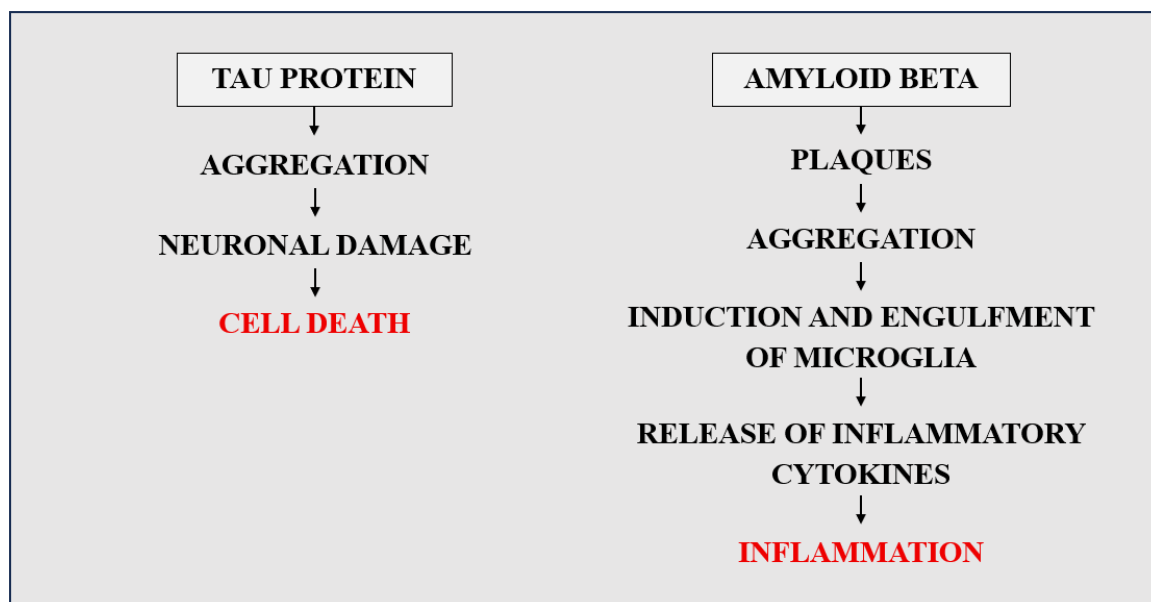 TAU PROTEIN
AGGREGATION
NEURONAL DAMAGE
CELL DEATH
AMYLOID BETA
PLAQUES
AGGREGATION
INDUCTION AND ENGULFMENT
OF MICROGLIA
RELEASE OF INFLAMMATORY
CYTOKINES
INFLAMMATION